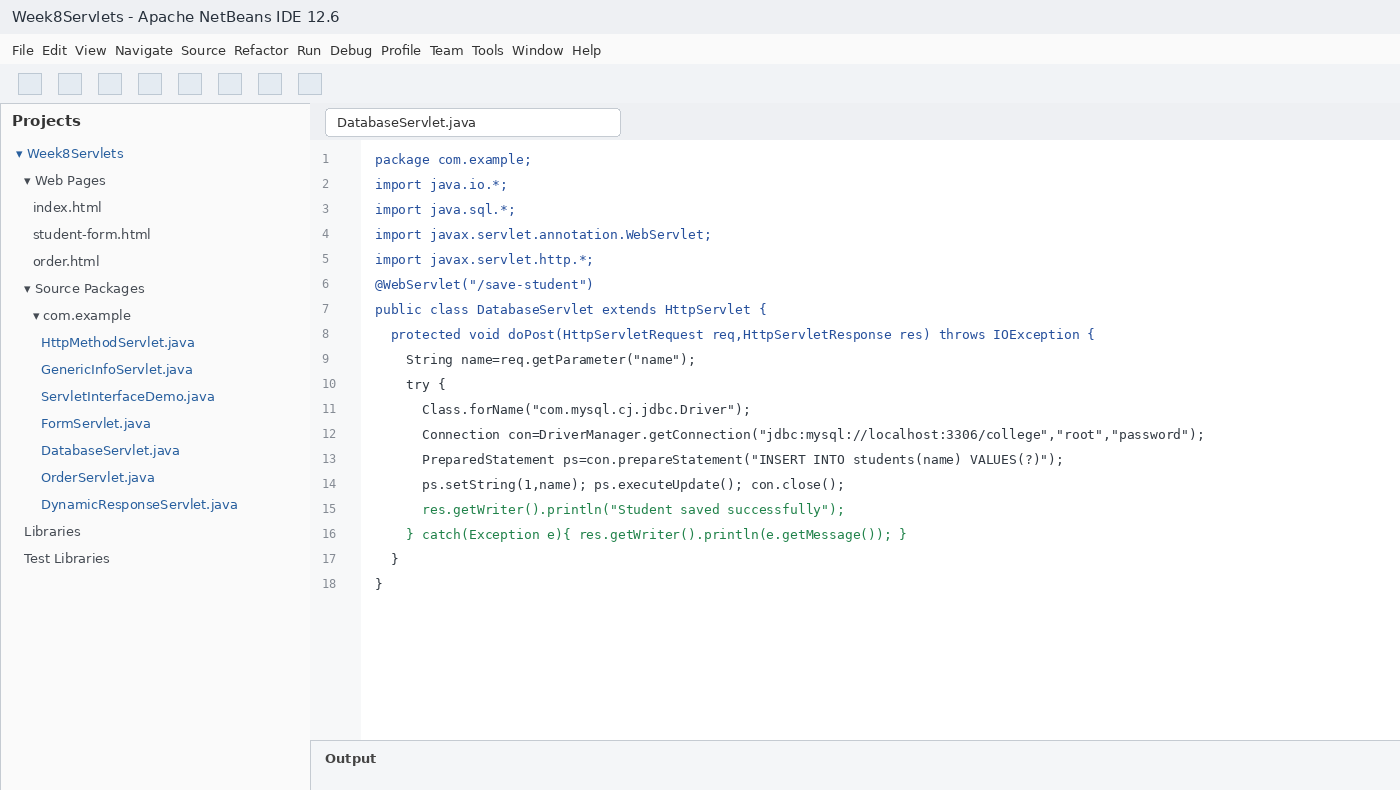 Week8Servlets - Apache NetBeans IDE 12.6
File Edit View Navigate Source Refactor Run Debug Profile Team Tools Window Help
Projects
▾ Week8Servlets
▾ Web Pages
index.html
student-form.html
order.html
▾ Source Packages
▾ com.example
HttpMethodServlet.java
GenericInfoServlet.java
ServletInterfaceDemo.java
FormServlet.java
DatabaseServlet.java
OrderServlet.java
DynamicResponseServlet.java
Libraries
Test Libraries
DatabaseServlet.java
1 package com.example;
2 import java.io.*;
3 import java.sql.*;
4 import javax.servlet.annotation.WebServlet;
5 import javax.servlet.http.*;
6 @WebServlet("/save-student")
7 public class DatabaseServlet extends HttpServlet {
8   protected void doPost(HttpServletRequest req,HttpServletResponse res) throws IOException {
9     String name=req.getParameter("name");
10     try {
11       Class.forName("com.mysql.cj.jdbc.Driver");
12       Connection con=DriverManager.getConnection("jdbc:mysql://localhost:3306/college","root","password");
13       PreparedStatement ps=con.prepareStatement("INSERT INTO students(name) VALUES(?)");
14       ps.setString(1,name); ps.executeUpdate(); con.close();
15       res.getWriter().println("Student saved successfully");
16     } catch(Exception e){ res.getWriter().println(e.getMessage()); }
17   }
18 }
Output